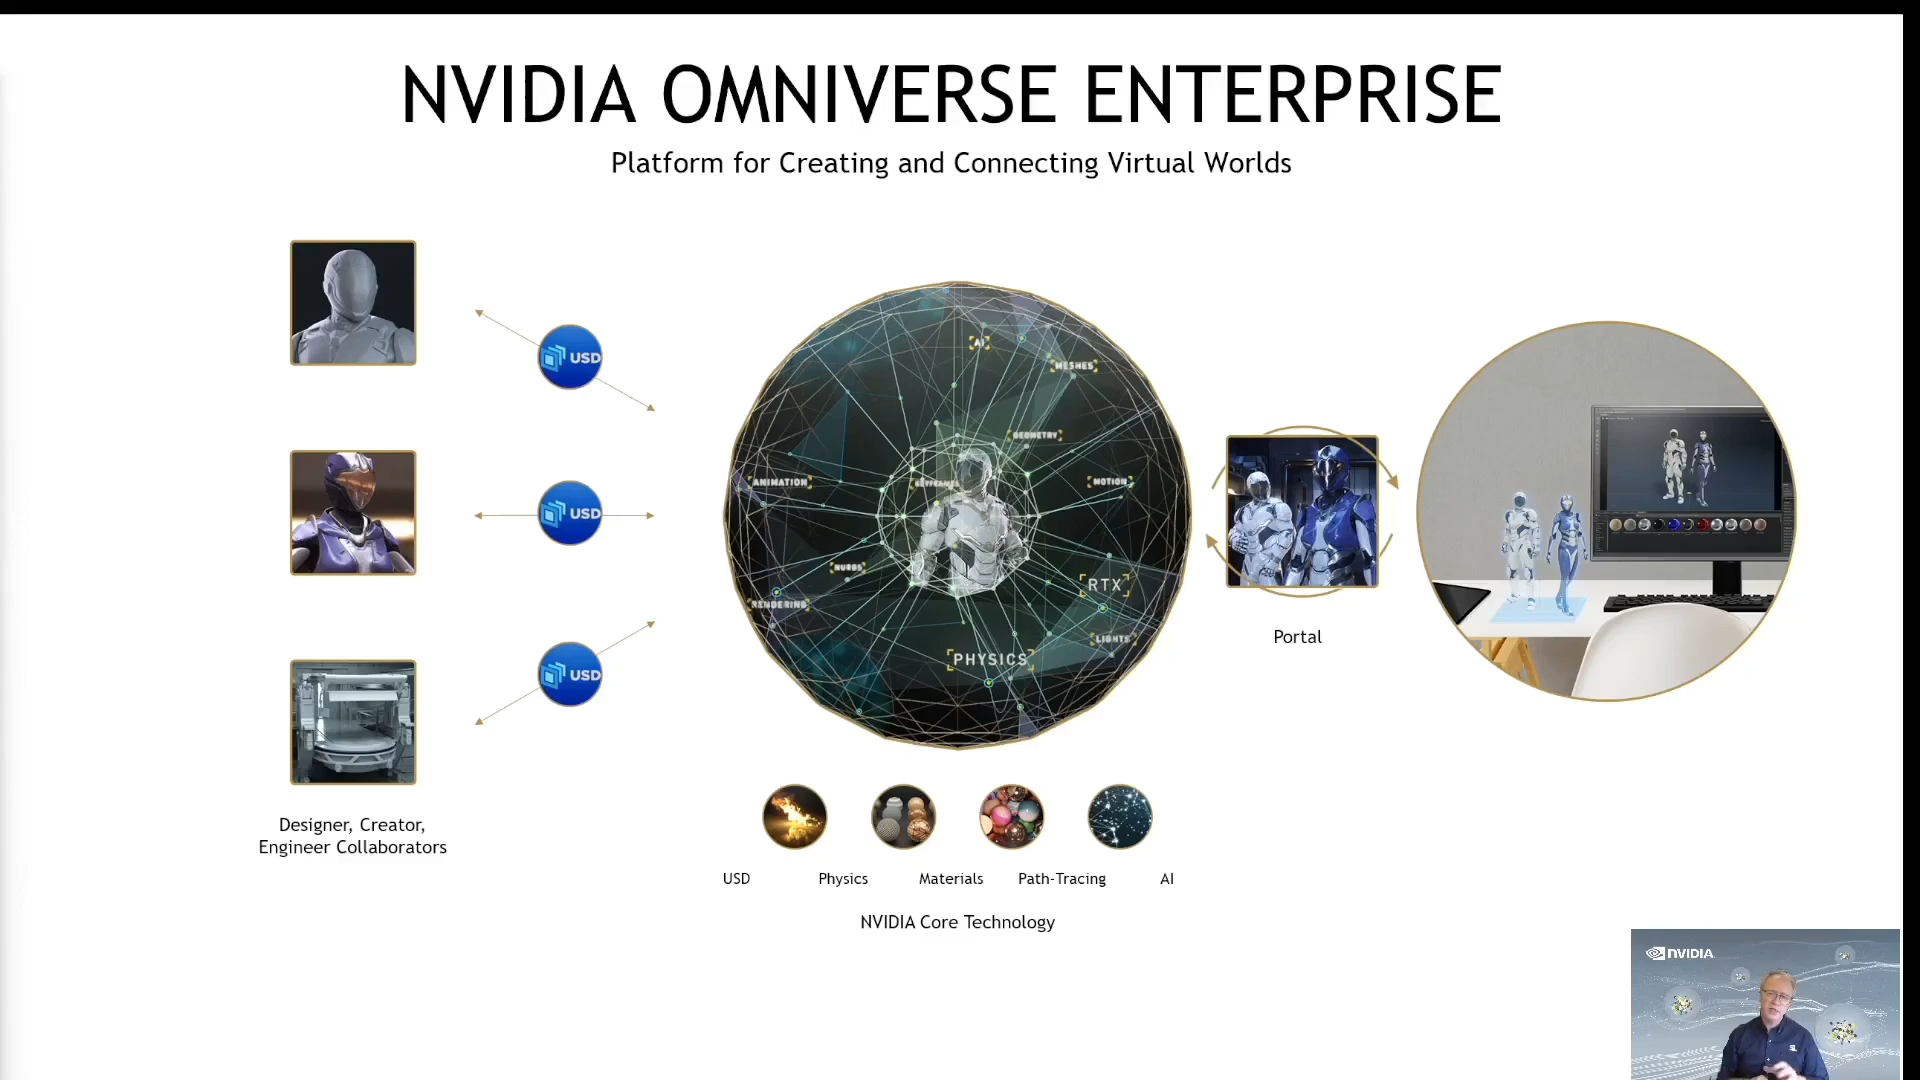 NVIDIA OMNIVERSE ENTERPRISE
Platform for Creating and Connecting Virtual Worlds
USD
USD
USD
AI
MESHES
GEOMETRY
ANIMATION
KEYFRAMES
MOTION
NURBS
RTX
RENDERING
LIGHTS
PHYSICS
Portal
Designer, Creator,
Engineer Collaborators
USD Physics Materials Path-Tracing AI
NVIDIA Core Technology
NVIDIA